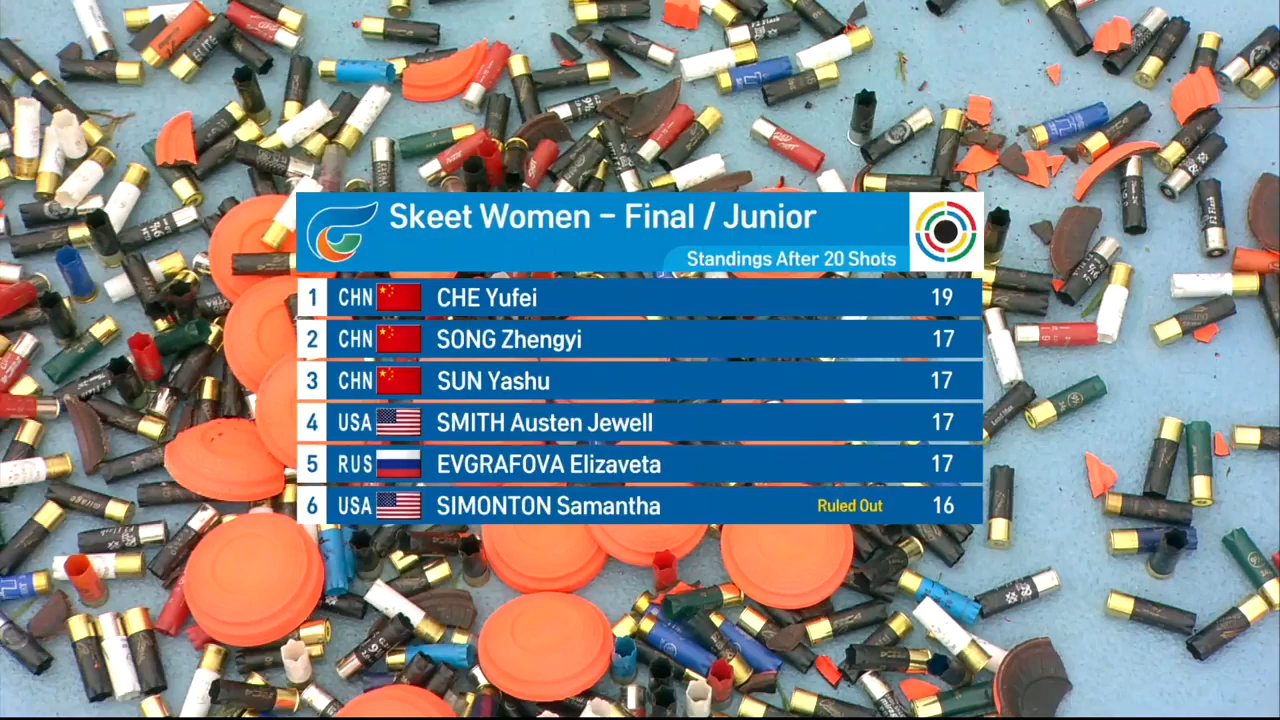 Skeet Women – Final / Junior
Standings After 20 Shots
1 CHN CHE Yufei 19
2 CHN SONG Zhengyi 17
3 CHN SUN Yashu 17
4 USA SMITH Austen Jewell 17
5 RUS EVGRAFOVA Elizaveta 17
6 USA SIMONTON Samantha Ruled Out 16